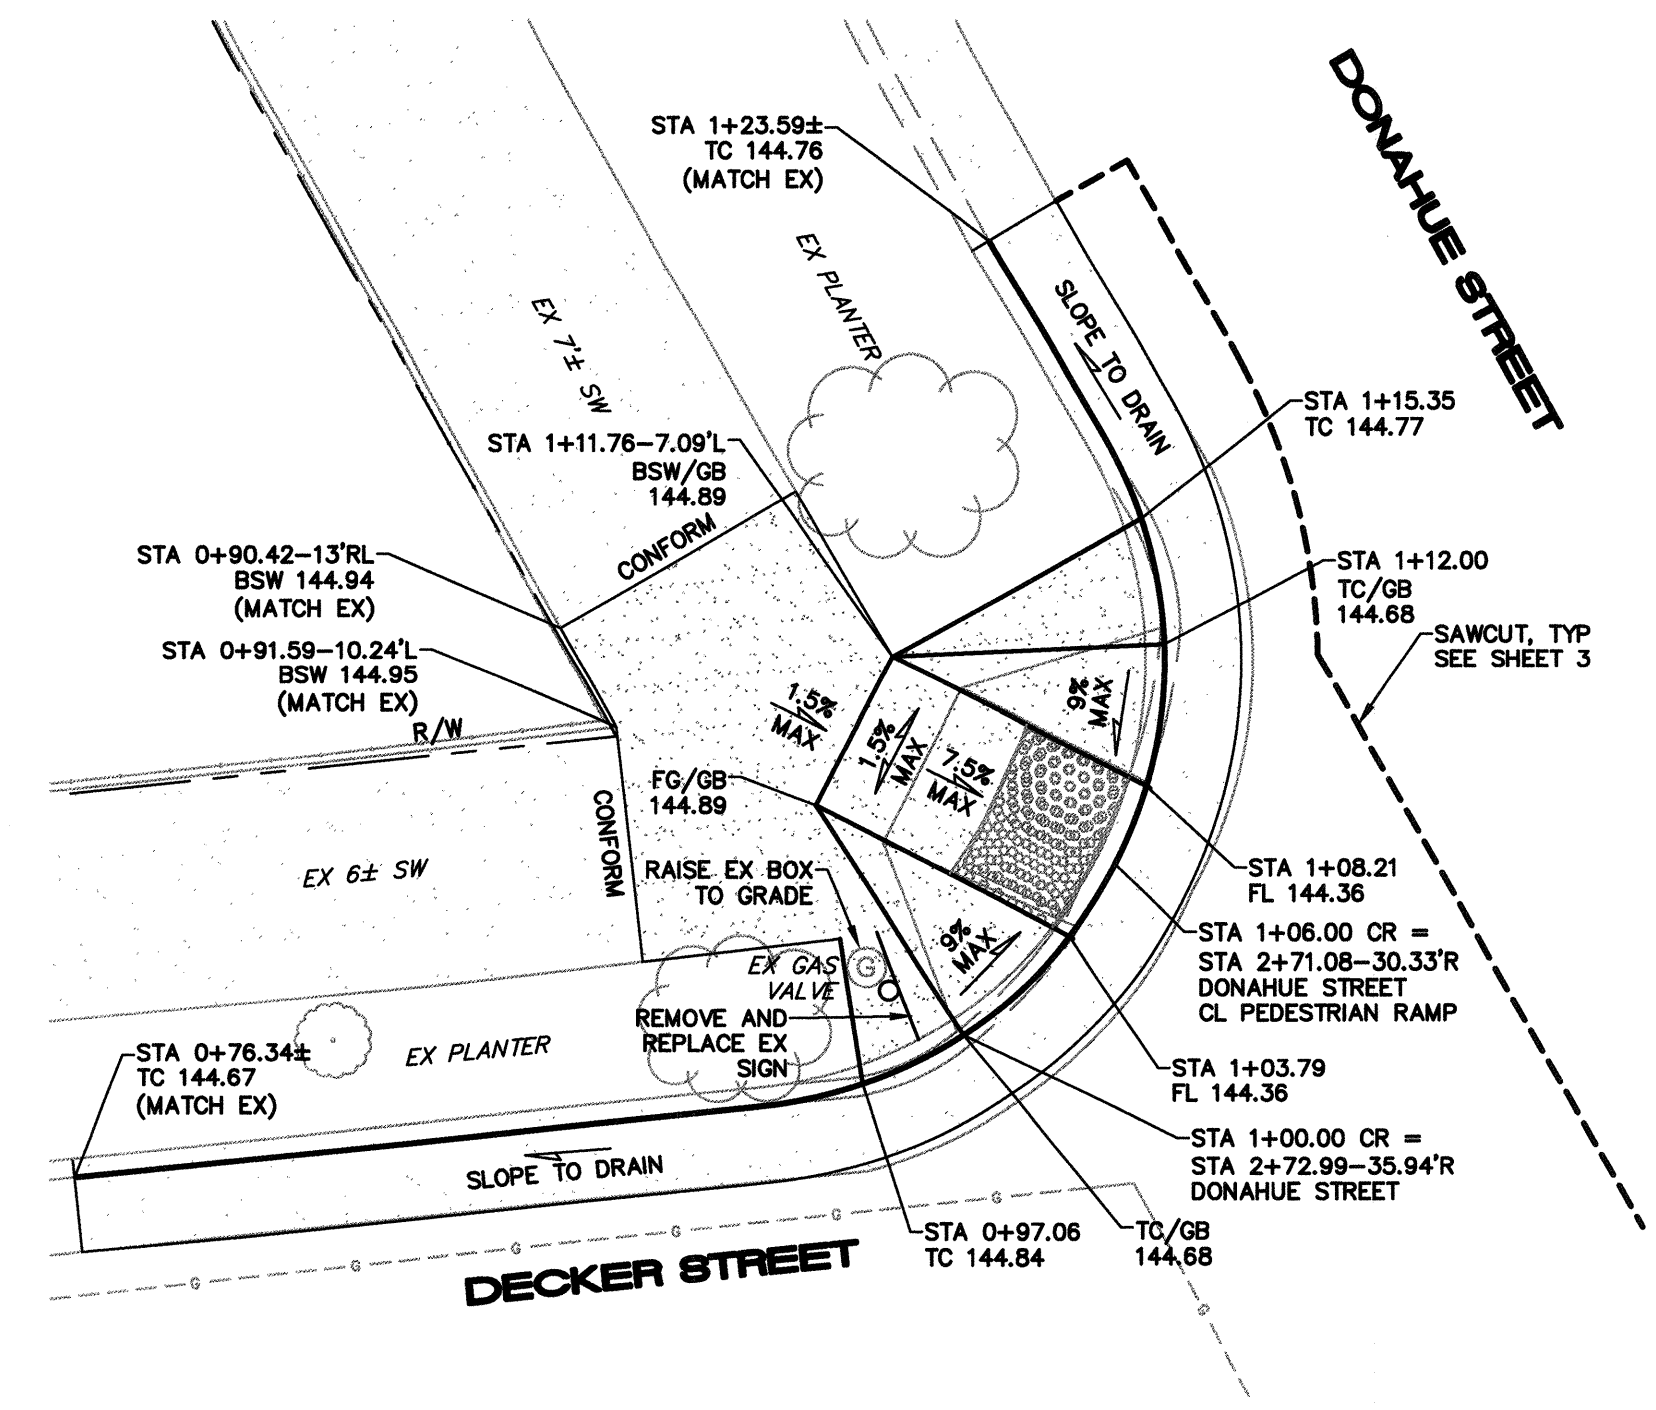 DONAHUE STREET
STA 1+23.59±
TC 144.76
(MATCH EX)
EX PLANTER
SLOPE TO DRAIN
EX 7'± SW
STA 1+15.35
TC 144.77
STA 1+11.76-7.09'L
BSW/GB
144.89
CONFORM
STA 0+90.42-13'RL
BSW 144.94
(MATCH EX)
STA 1+12.00
TC/GB
144.68
SAWCUT, TYP
SEE SHEET 3
STA 0+91.59-10.24'L
BSW 144.95
(MATCH EX)
R/W
1.5%
MAX
1.5%
MAX
9%
MAX
7.5%
MAX
FG/GB
144.89
CONFORM
EX 6± SW
RAISE EX BOX
TO GRADE
STA 1+08.21
FL 144.36
9%
MAX
STA 1+06.00 CR =
STA 2+71.08-30.33'R
DONAHUE STREET
CL PEDESTRIAN RAMP
EX GAS
VALVE
G
REMOVE AND
REPLACE EX
SIGN
EX PLANTER
STA 0+76.34±
TC 144.67
(MATCH EX)
STA 1+03.79
FL 144.36
STA 1+00.00 CR =
STA 2+72.99-35.94'R
DONAHUE STREET
SLOPE TO DRAIN
STA 0+97.06
TC 144.84
TC/GB
144.68
G
G
G
G
G
G
G
DECKER STREET